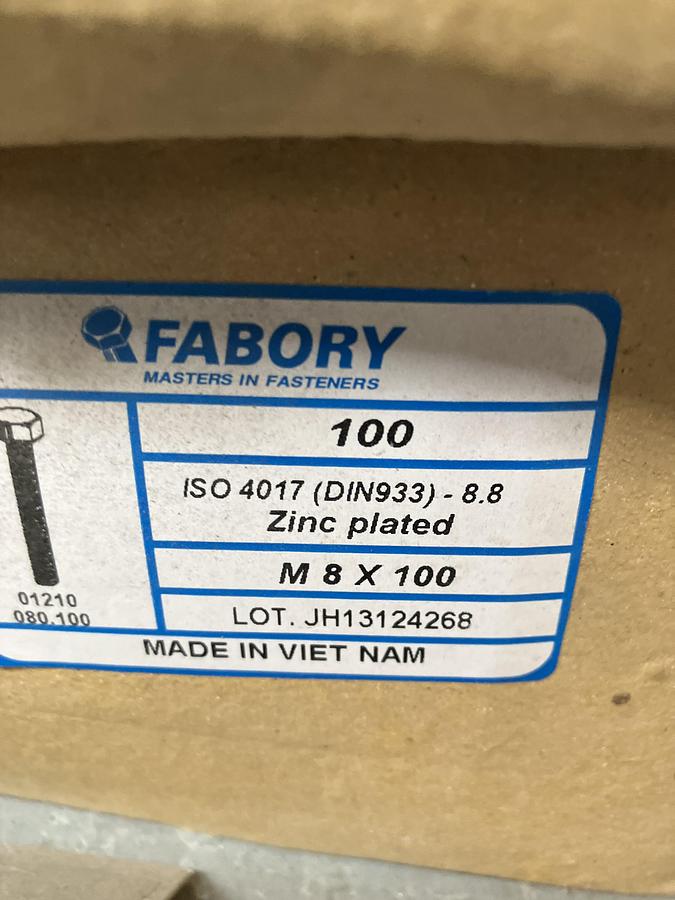 FABORY
MASTERS IN FASTENERS
100
ISO 4017 (DIN933) - 8.8
Zinc plated
M 8 X 100
01210
080.100
LOT. JH13124268
MADE IN VIET NAM